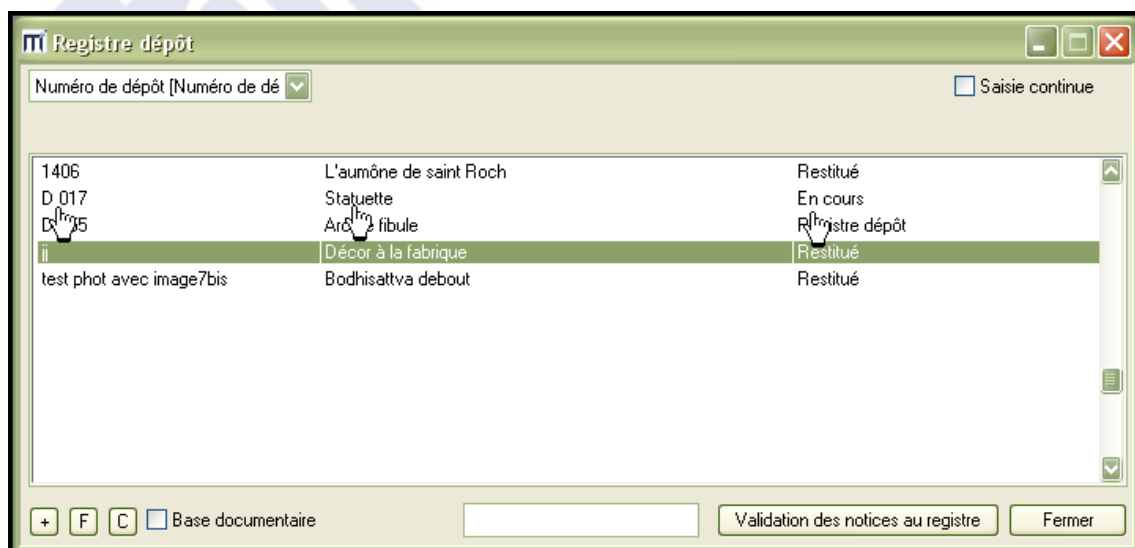 Registre dépôt
Numéro de dépôt [Numéro de dé
Saisie continue
1406 L'aumône de saint Roch Restitué
D 017 Statuette En cours
fibule Registre dépôt
jj Décor à la fabrique Restitué
test phot avec image7bis Bodhisattva debout Restitué
+ F C Base documentaire Validation des notices au registre Fermer